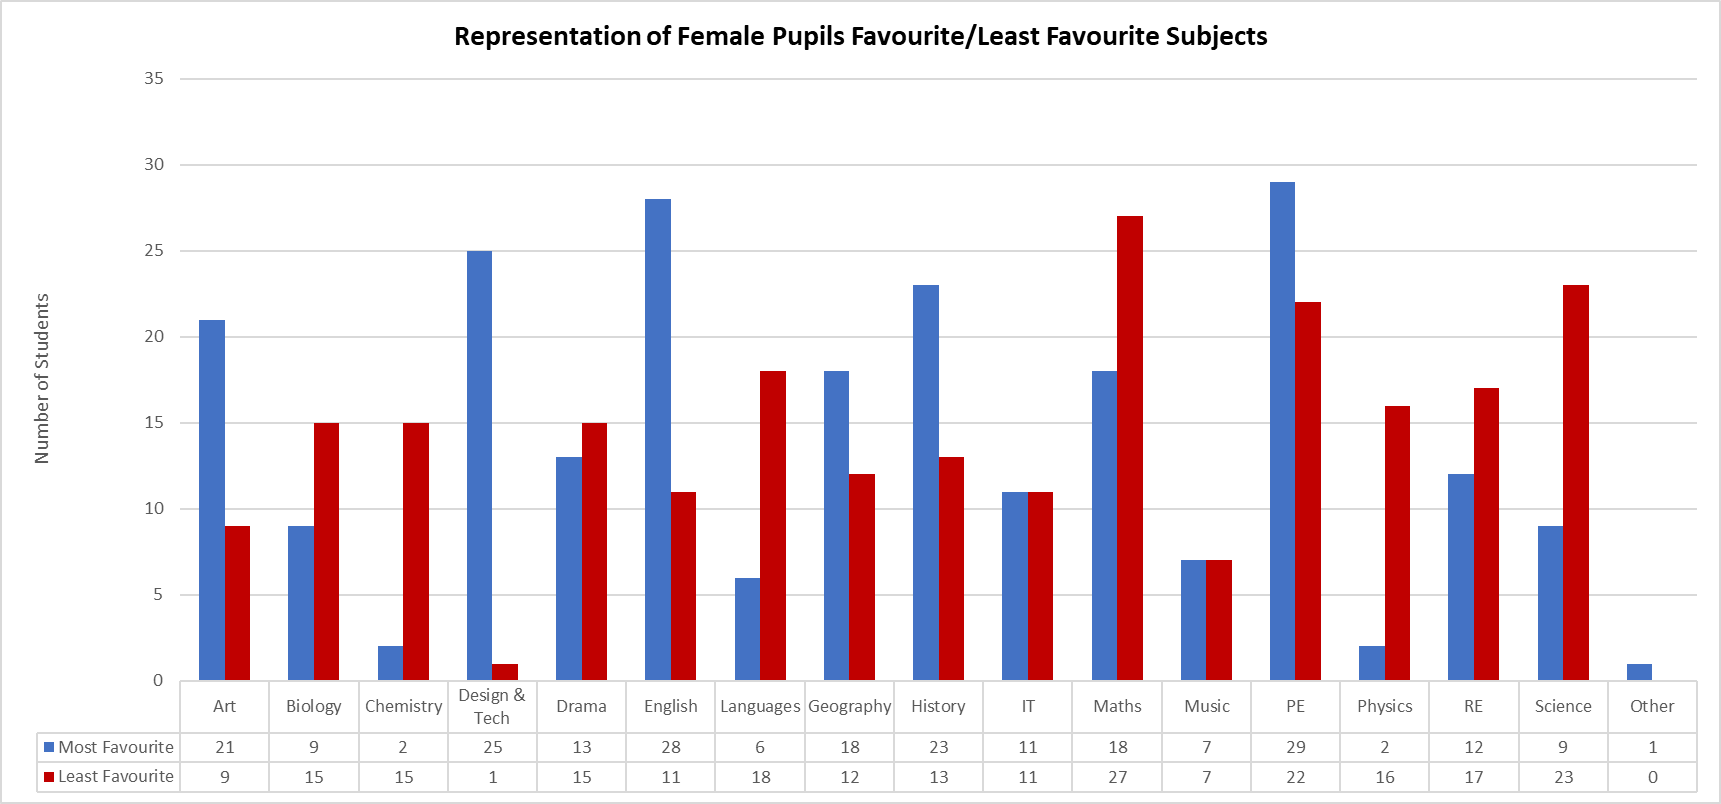 Representation of Female Pupils Favourite/Least Favourite Subjects
35
30
25
20
15
10
5
0
Number of Students
Art Biology Chemistry Design & Tech Drama English Languages Geography History IT Maths Music PE Physics RE Science Other
Most Favourite 21 9 2 25 13 28 6 18 23 11 18 7 29 2 12 9 1
Least Favourite 9 15 15 1 15 11 18 12 13 11 27 7 22 16 17 23 0